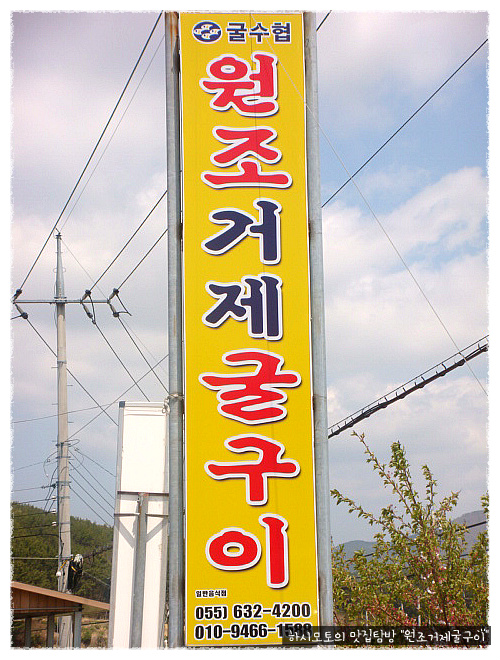 굴수협
원조거제굴구이
일반음식점
055) 632-4200
010-9466-1588
하시모토의 맛집탐방 "원조거제굴구이"